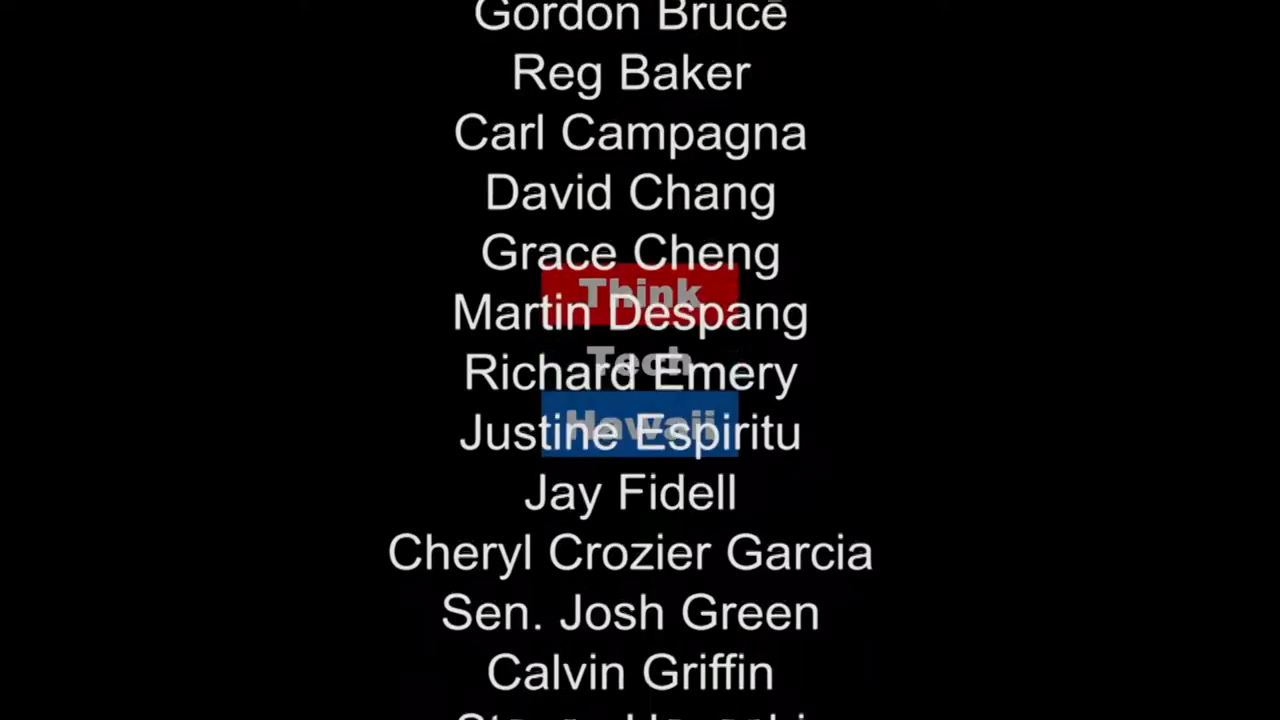 Gordon Bruce
Reg Baker
Carl Campagna
David Chang
Grace Cheng
Think
Martin Despang
Tech
Richard Emery
Hawaii
Justine Espiritu
Jay Fidell
Cheryl Crozier Garcia
Sen. Josh Green
Calvin Griffin